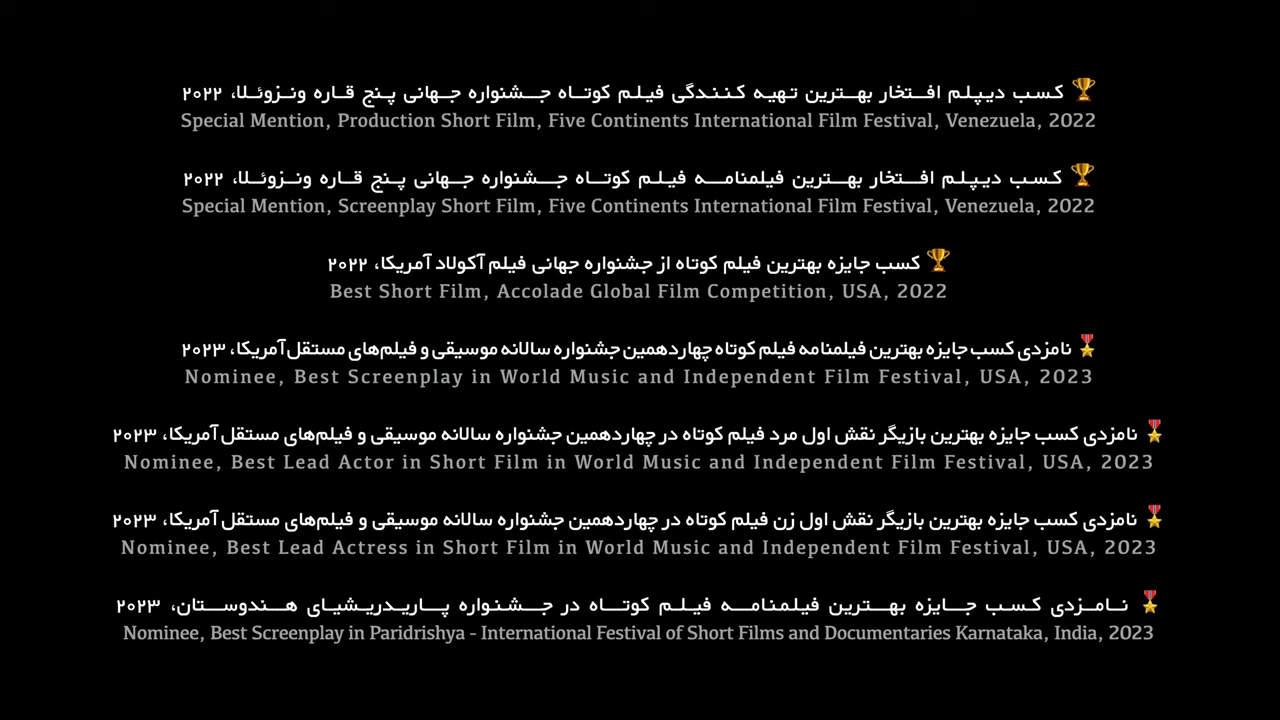 🏆 کسب دیپلم افتخار بهترین تهیه کنندگی فیلم کوتاه جشنواره جهانی پنج قاره ونزوئلا، ۲۰۲۲
Special Mention, Production Short Film, Five Continents International Film Festival, Venezuela, 2022
🏆 کسب دیپلم افتخار بهترین فیلمنامه فیلم کوتاه جشنواره جهانی پنج قاره ونزوئلا، ۲۰۲۲
Special Mention, Screenplay Short Film, Five Continents International Film Festival, Venezuela, 2022
🏆 کسب جایزه بهترین فیلم کوتاه از جشنواره جهانی فیلم آکولاد آمریکا، ۲۰۲۲
Best Short Film, Accolade Global Film Competition, USA, 2022
🎖 نامزدی کسب جایزه بهترین فیلمنامه فیلم کوتاه چهاردهمین جشنواره سالانه موسیقی و فیلم‌های مستقل آمریکا، ۲۰۲۳
Nominee, Best Screenplay in World Music and Independent Film Festival, USA, 2023
🎖 نامزدی کسب جایزه بهترین بازیگر نقش اول مرد فیلم کوتاه در چهاردهمین جشنواره سالانه موسیقی و فیلم‌های مستقل آمریکا، ۲۰۲۳
Nominee, Best Lead Actor in Short Film in World Music and Independent Film Festival, USA, 2023
🎖 نامزدی کسب جایزه بهترین بازیگر نقش اول زن فیلم کوتاه در چهاردهمین جشنواره سالانه موسیقی و فیلم‌های مستقل آمریکا، ۲۰۲۳
Nominee, Best Lead Actress in Short Film in World Music and Independent Film Festival, USA, 2023
🎖 نامزدی کسب جایزه بهترین فیلمنامه فیلم کوتاه در جشنواره پاریدریشیای هندوستان، ۲۰۲۳
Nominee, Best Screenplay in Paridrishya - International Festival of Short Films and Documentaries Karnataka, India, 2023